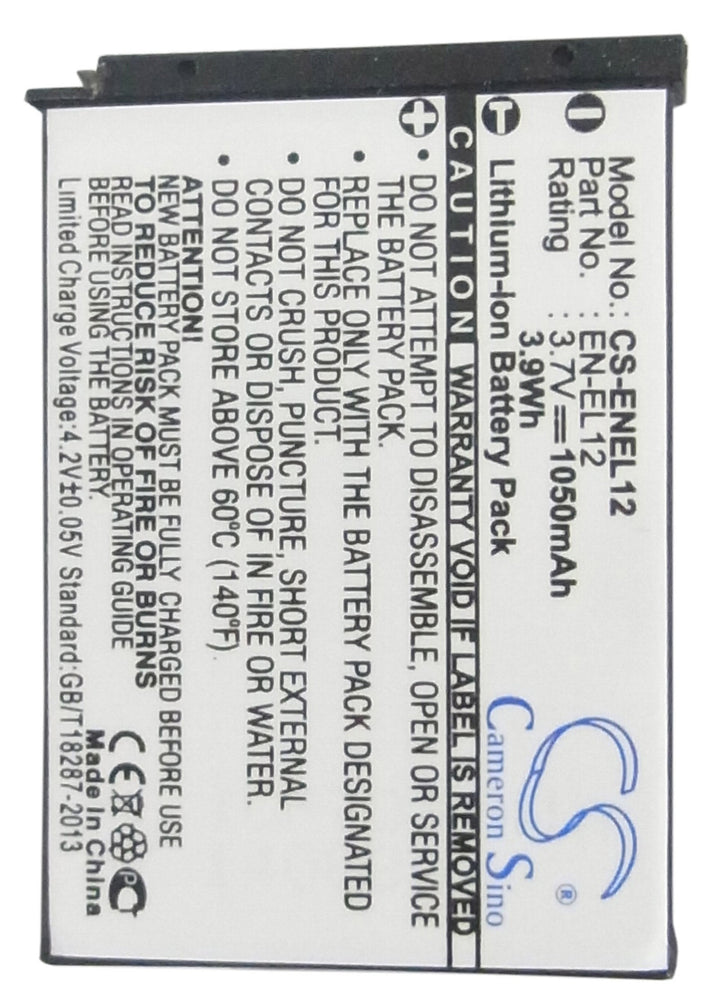 Model No.: CS-ENEL12
Part No. : EN-EL12
Rating : 3.7V 1050mAh
3.9Wh
Lithium-Ion Battery Pack
CS ®
Cameron Sino
CAUTION WARRANTY VOID IF LABEL IS REMOVED
• DO NOT ATTEMPT TO DISASSEMBLE, OPEN OR SERVICE
THE BATTERY PACK.
• REPLACE ONLY WITH THE BATTERY PACK DESIGNATED
FOR THIS PRODUCT.
• DO NOT CRUSH, PUNCTURE, SHORT EXTERNAL
CONTACTS OR DISPOSE OF IN FIRE OR WATER.
• DO NOT STORE ABOVE 60ºC (140ºF).
ATTENTION!
NEW BATTERY PACK MUST BE FULLY CHARGED BEFORE USE
TO REDUCE RISK OF FIRE OR BURNS
READ INSTRUCTIONS IN OPERATING GUIDE
BEFORE USING THE BATTERY.
Limited Charge Voltage:4.2V±0.05V Standard:GB/T18287-2013
CE PC
Made In China